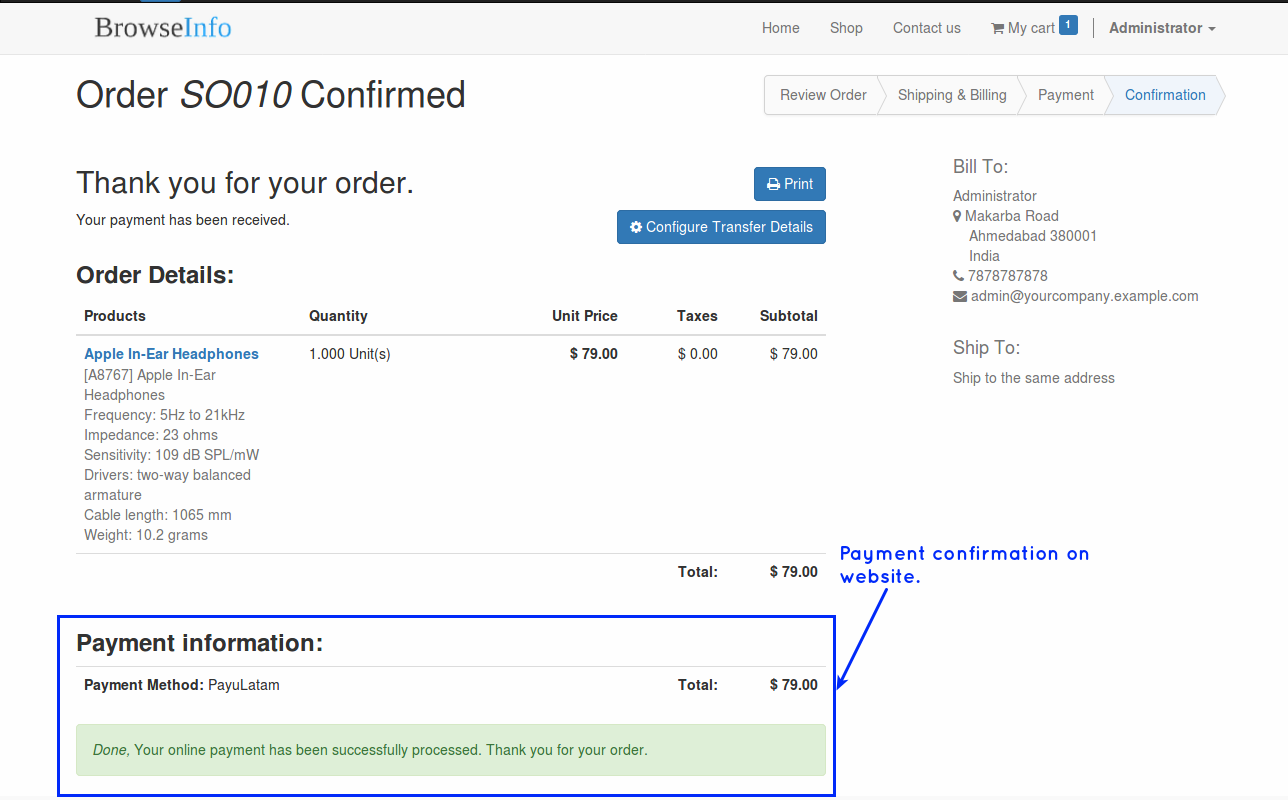 BrowseInfo
Home Shop Contact us My cart 1 Administrator
Order SO010 Confirmed
Review Order Shipping & Billing Payment Confirmation
Thank you for your order.
Print
Your payment has been received.
Configure Transfer Details
Order Details:
Products Quantity Unit Price Taxes Subtotal
Apple In-Ear Headphones 1.000 Unit(s) $ 79.00 $ 0.00 $ 79.00
[A8767] Apple In-Ear
Headphones
Frequency: 5Hz to 21kHz
Impedance: 23 ohms
Sensitivity: 109 dB SPL/mW
Drivers: two-way balanced
armature
Cable length: 1065 mm
Weight: 10.2 grams
Total: $ 79.00
Bill To:
Administrator
Makarba Road
Ahmedabad 380001
India
7878787878
admin@yourcompany.example.com
Ship To:
Ship to the same address
Payment confirmation on
website.
Payment information:
Payment Method: PayuLatam Total: $ 79.00
Done, Your online payment has been successfully processed. Thank you for your order.